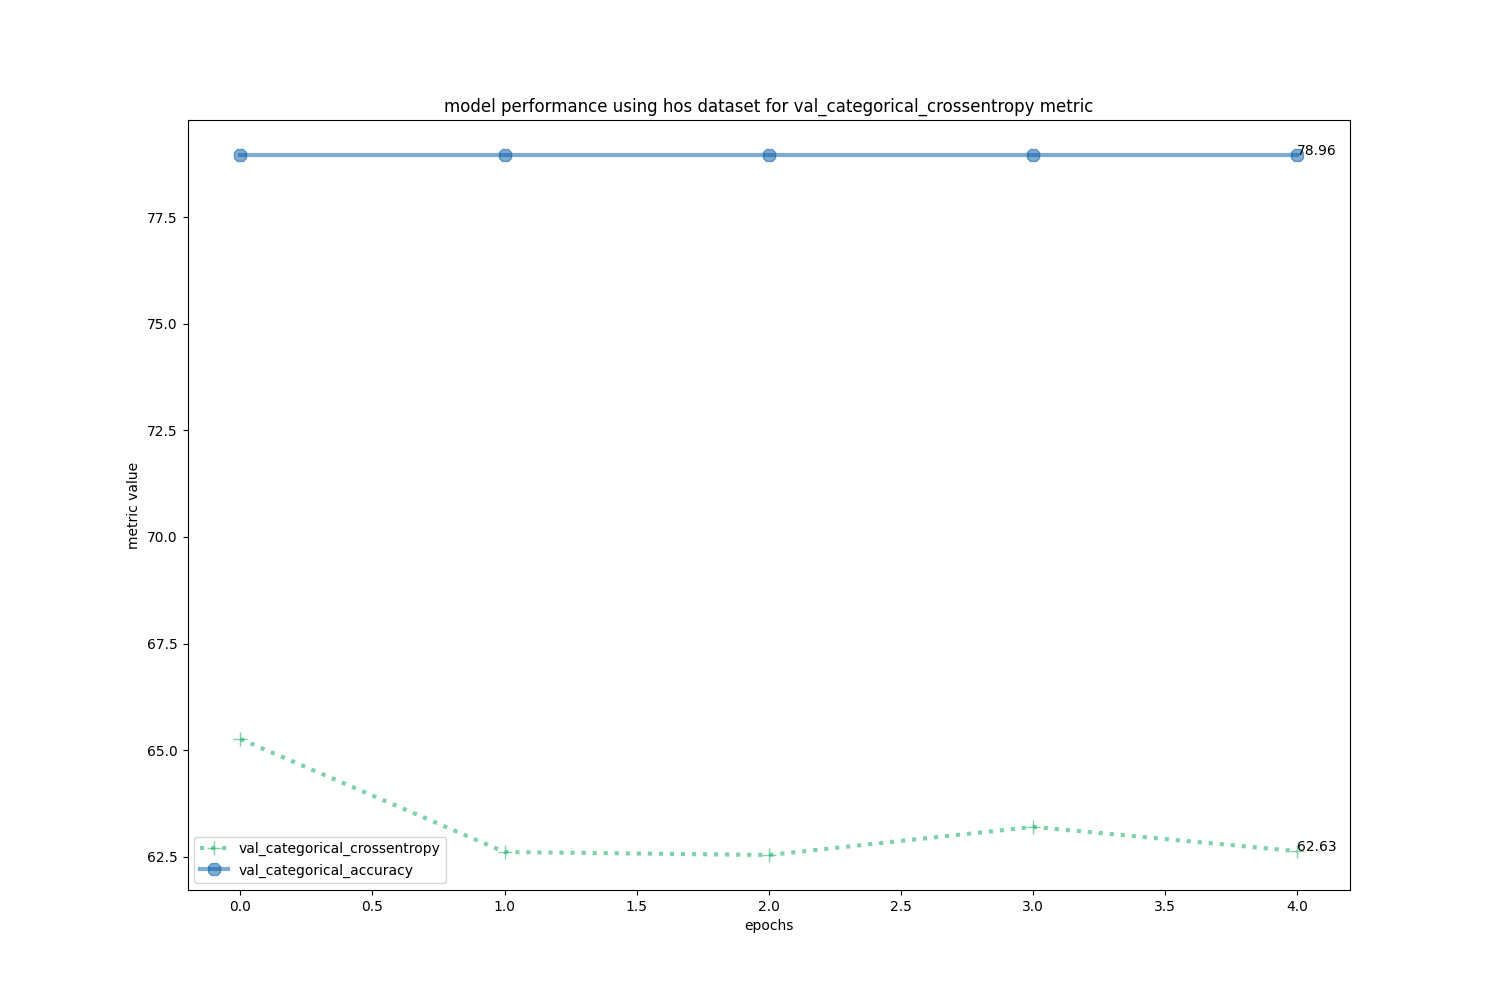 model performance using hos dataset for val_categorical_crossentropy metric
78.96
77.5
75.0
72.5
metric value
70.0
67.5
65.0
62.63
62.5
val_categorical_crossentropy
val_categorical_accuracy
0.0 0.5 1.0 1.5 2.0 2.5 3.0 3.5 4.0
epochs